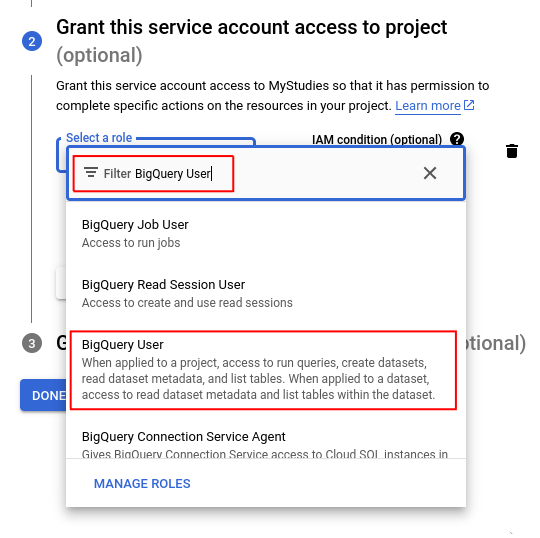 2
Grant this service account access to project
(optional)
Grant this service account access to MyStudies so that it has permission to
complete specific actions on the resources in your project. Learn more
Select a role
IAM condition (optional)
?
Filter BigQuery User
BigQuery Job User
Access to run jobs
BigQuery Read Session User
Access to create and use read sessions
BigQuery User
When applied to a project, access to run queries, create datasets,
read dataset metadata, and list tables. When applied to a dataset,
access to read dataset metadata and list tables within the dataset.
3
G
tional)
BigQuery Connection Service Agent
Gives BigQuery Connection Service access to Cloud SQL instances in
DONE
MANAGE ROLES